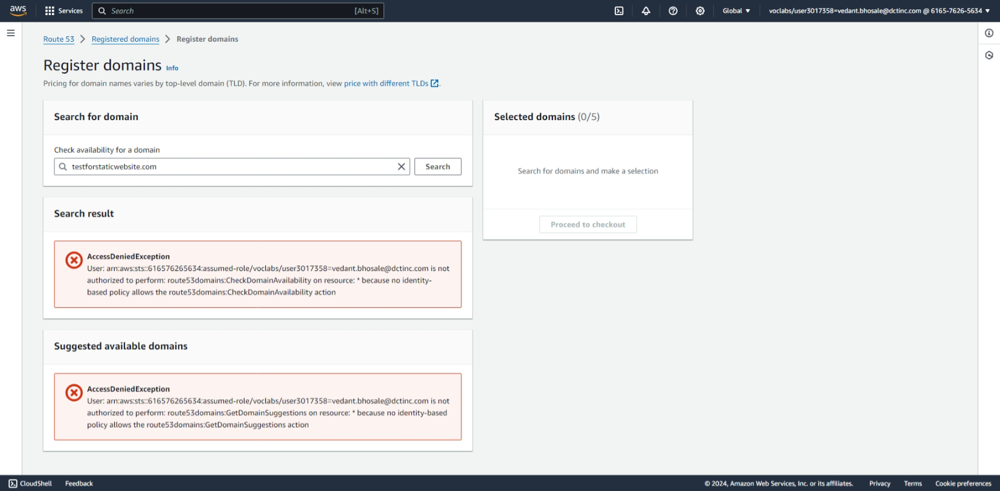 aws
Services
Search
[Alt+S]
Global ▼
voclabs/user3017358=vedant.bhosale@dctinc.com @ 6165-7626-5634 ▼
Route 53 > Registered domains > Register domains
Register domains Info
Pricing for domain names varies by top-level domain (TLD). For more information, view price with different TLDs.
Search for domain
Check availability for a domain
testforstaticwebsite.com
Search
Search result
AccessDeniedException
User: arn:aws:sts::616576265634:assumed-role/voclabs/user3017358=vedant.bhosale@dctinc.com is not
authorized to perform: route53domains:CheckDomainAvailability on resource: * because no identity-
based policy allows the route53domains:CheckDomainAvailability action
Suggested available domains
AccessDeniedException
User: arn:aws:sts::616576265634:assumed-role/voclabs/user3017358=vedant.bhosale@dctinc.com is not
authorized to perform: route53domains:GetDomainSuggestions on resource: * because no identity-based
policy allows the route53domains:GetDomainSuggestions action
Selected domains (0/5)
Search for domains and make a selection
Proceed to checkout
CloudShell
Feedback
© 2024, Amazon Web Services, Inc. or its affiliates.
Privacy
Terms
Cookie preferences